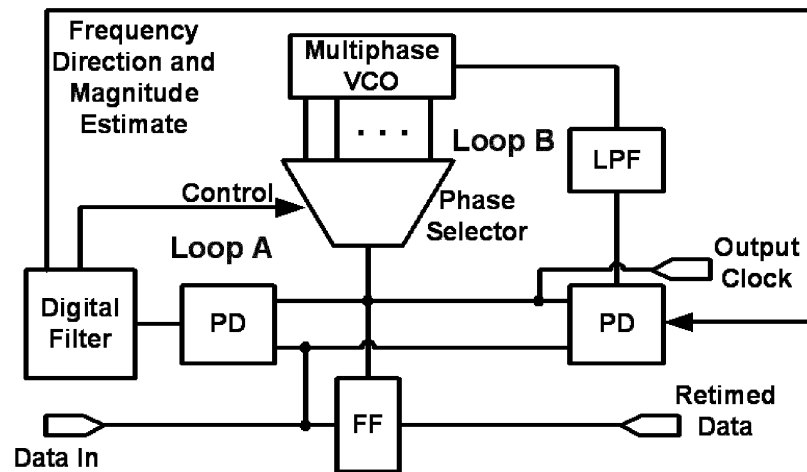 Frequency
Direction and
Magnitude
Estimate
Multiphase
VCO
. . .
Loop B
LPF
Control
Phase
Selector
Loop A
Output
Clock
Digital
Filter
PD
PD
FF
Retimed
Data
Data In